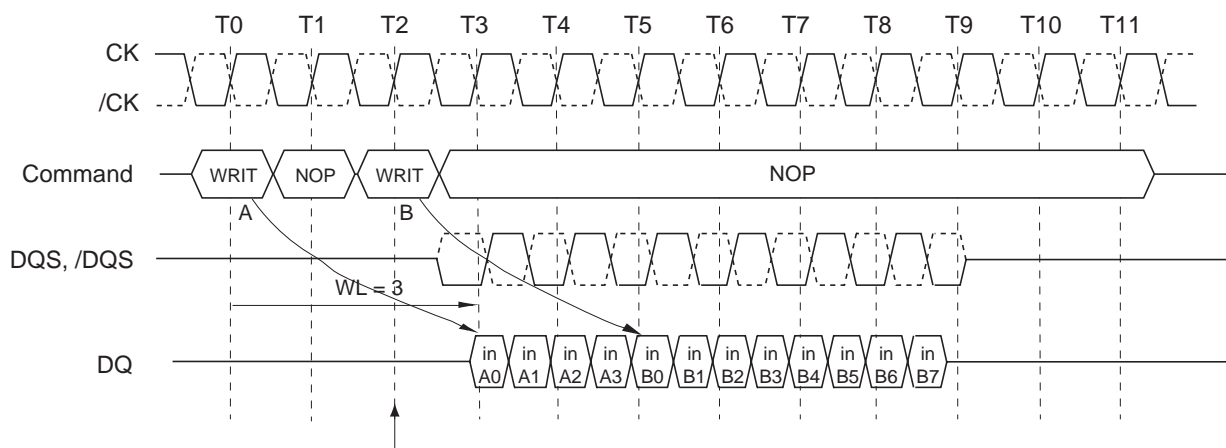 T0 T1 T2 T3 T4 T5 T6 T7 T8 T9 T10 T11
CK
/CK
Command WRIT NOP WRIT NOP
A B
DQS, /DQS
WL = 3
DQ
in in in in in in in in in in in in
A0 A1 A2 A3 B0 B1 B2 B3 B4 B5 B6 B7